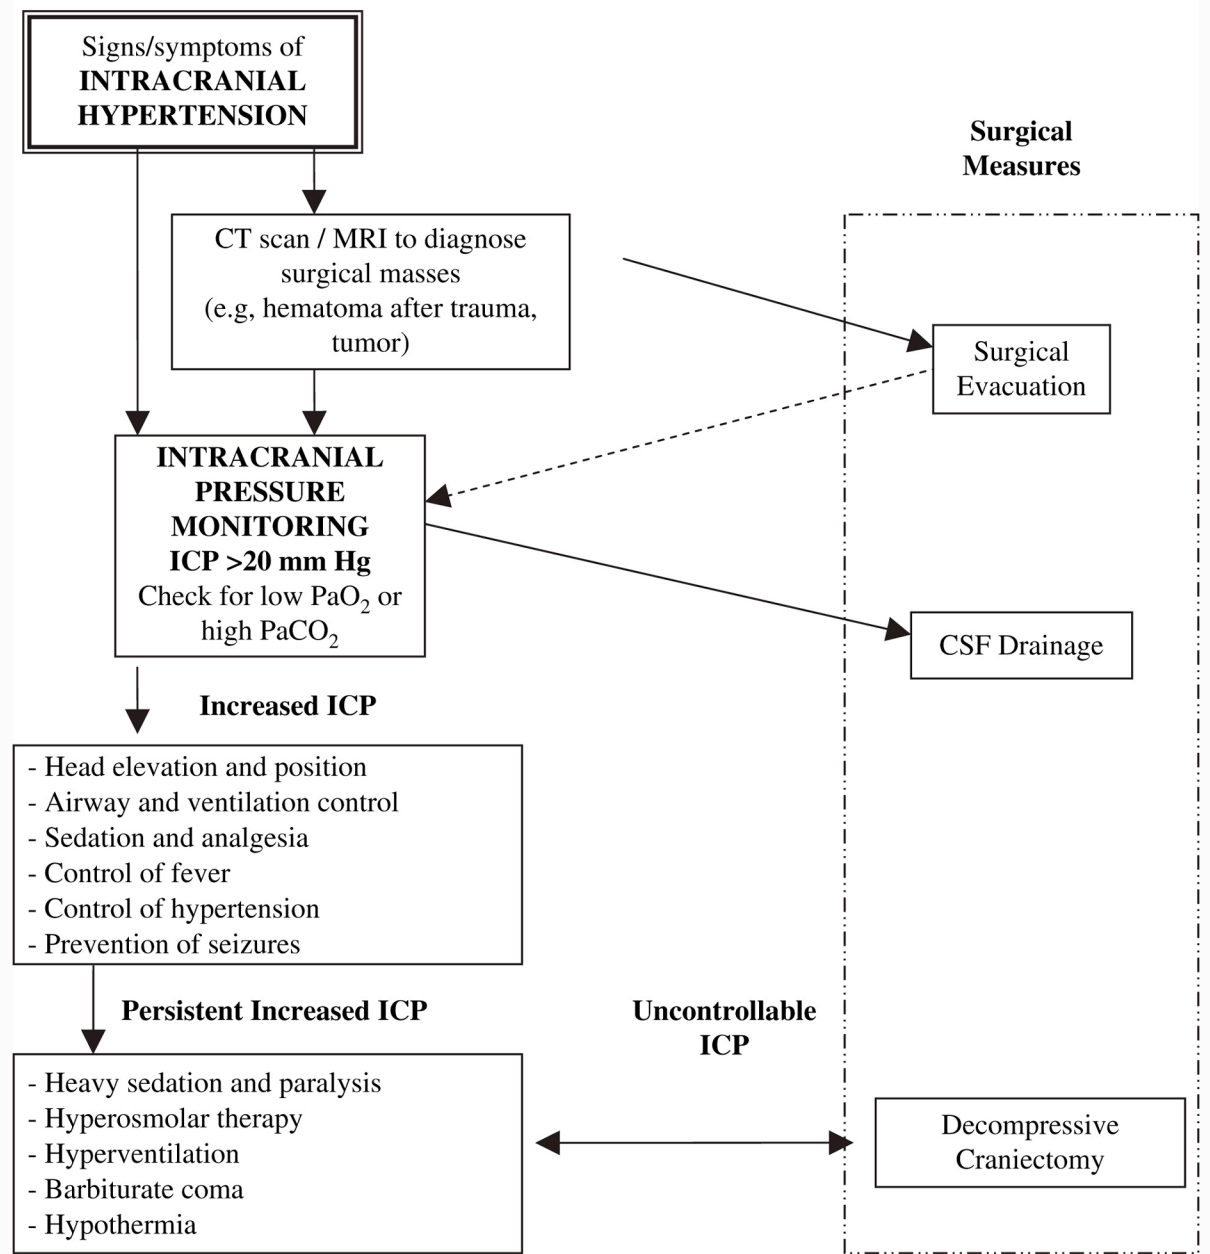 Signs/symptoms of
INTRACRANIAL
HYPERTENSION
Surgical
Measures
CT scan / MRI to diagnose
surgical masses
(e.g, hematoma after trauma,
tumor)
Surgical
Evacuation
INTRACRANIAL
PRESSURE
MONITORING
ICP >20 mm Hg
Check for low PaO₂ or
high PaCO₂
CSF Drainage
Increased ICP
- Head elevation and position
- Airway and ventilation control
- Sedation and analgesia
- Control of fever
- Control of hypertension
- Prevention of seizures
Persistent Increased ICP
Uncontrollable
ICP
- Heavy sedation and paralysis
- Hyperosmolar therapy
- Hyperventilation
- Barbiturate coma
- Hypothermia
Decompressive
Craniectomy